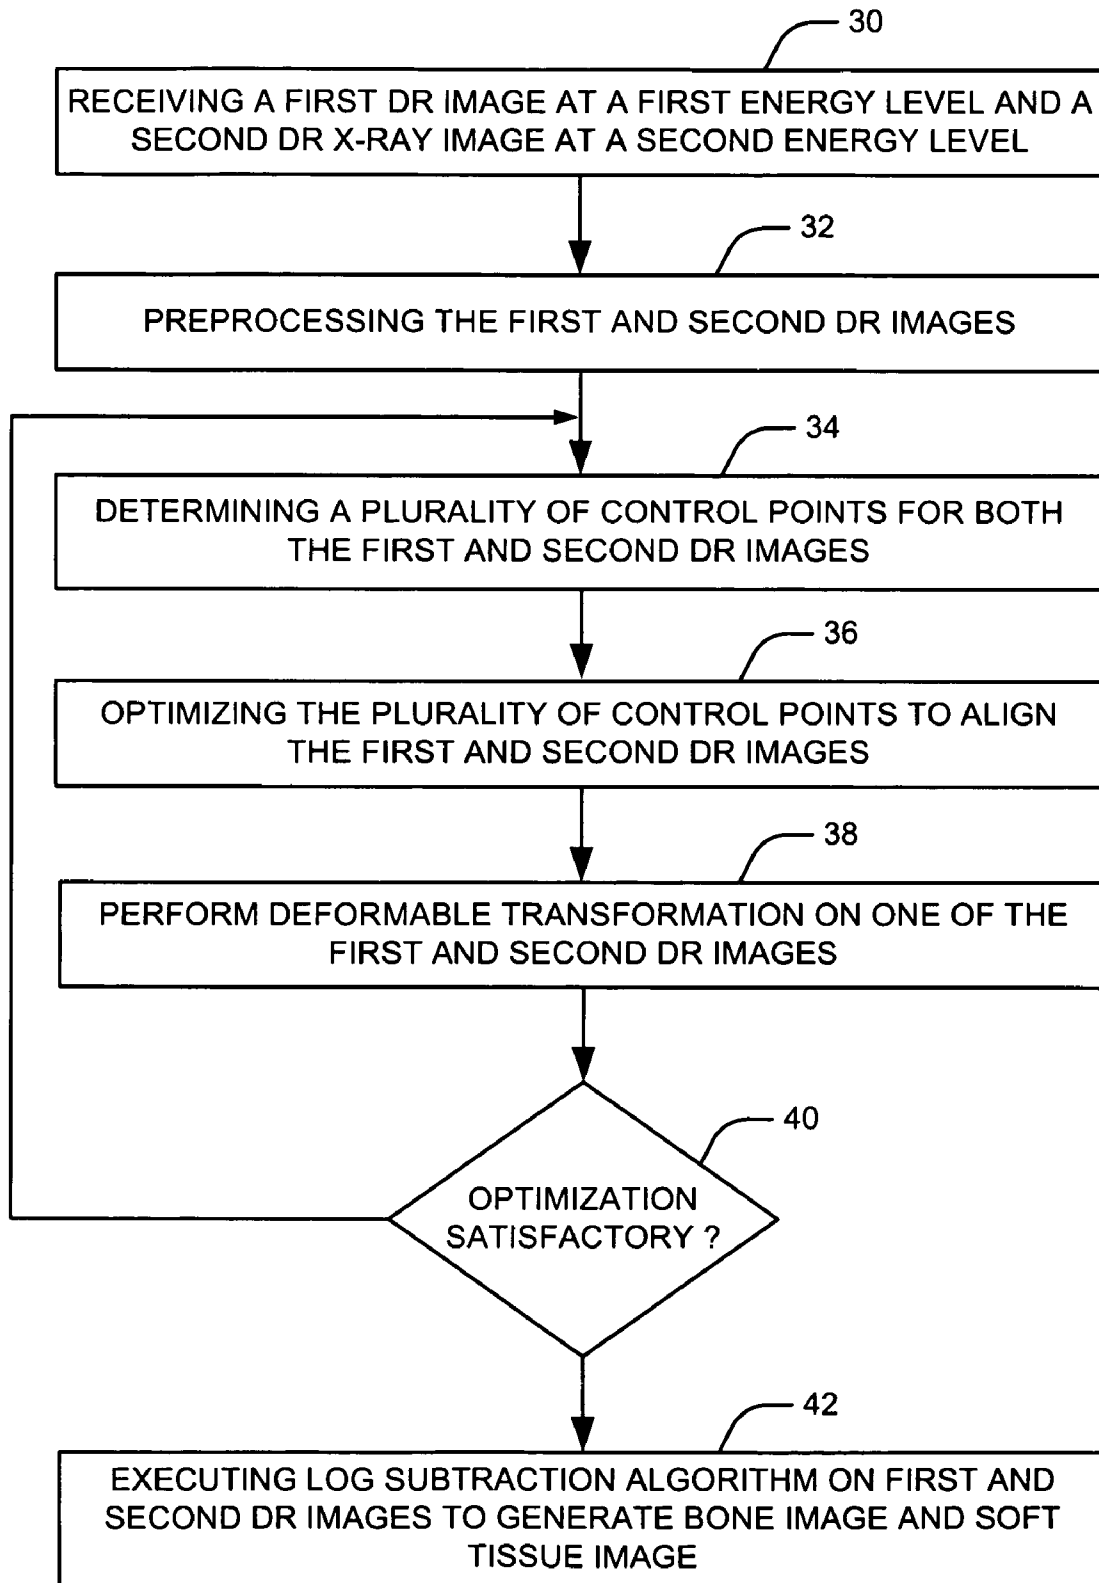 30
RECEIVING A FIRST DR IMAGE AT A FIRST ENERGY LEVEL AND A
SECOND DR X-RAY IMAGE AT A SECOND ENERGY LEVEL
32
PREPROCESSING THE FIRST AND SECOND DR IMAGES
34
DETERMINING A PLURALITY OF CONTROL POINTS FOR BOTH
THE FIRST AND SECOND DR IMAGES
36
OPTIMIZING THE PLURALITY OF CONTROL POINTS TO ALIGN
THE FIRST AND SECOND DR IMAGES
38
PERFORM DEFORMABLE TRANSFORMATION ON ONE OF THE
FIRST AND SECOND DR IMAGES
40
OPTIMIZATION
SATISFACTORY ?
42
EXECUTING LOG SUBTRACTION ALGORITHM ON FIRST AND
SECOND DR IMAGES TO GENERATE BONE IMAGE AND SOFT
TISSUE IMAGE